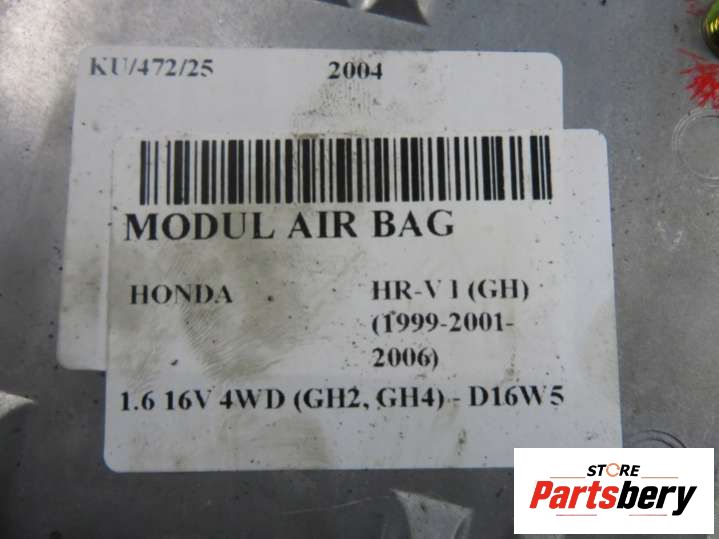 KU/472/25 2004
MODUL AIR BAG
HONDA HR-V I (GH)
(1999-2001-
2006)
1.6 16V 4WD (GH2, GH4) - D16W5
STORE
Partsbery